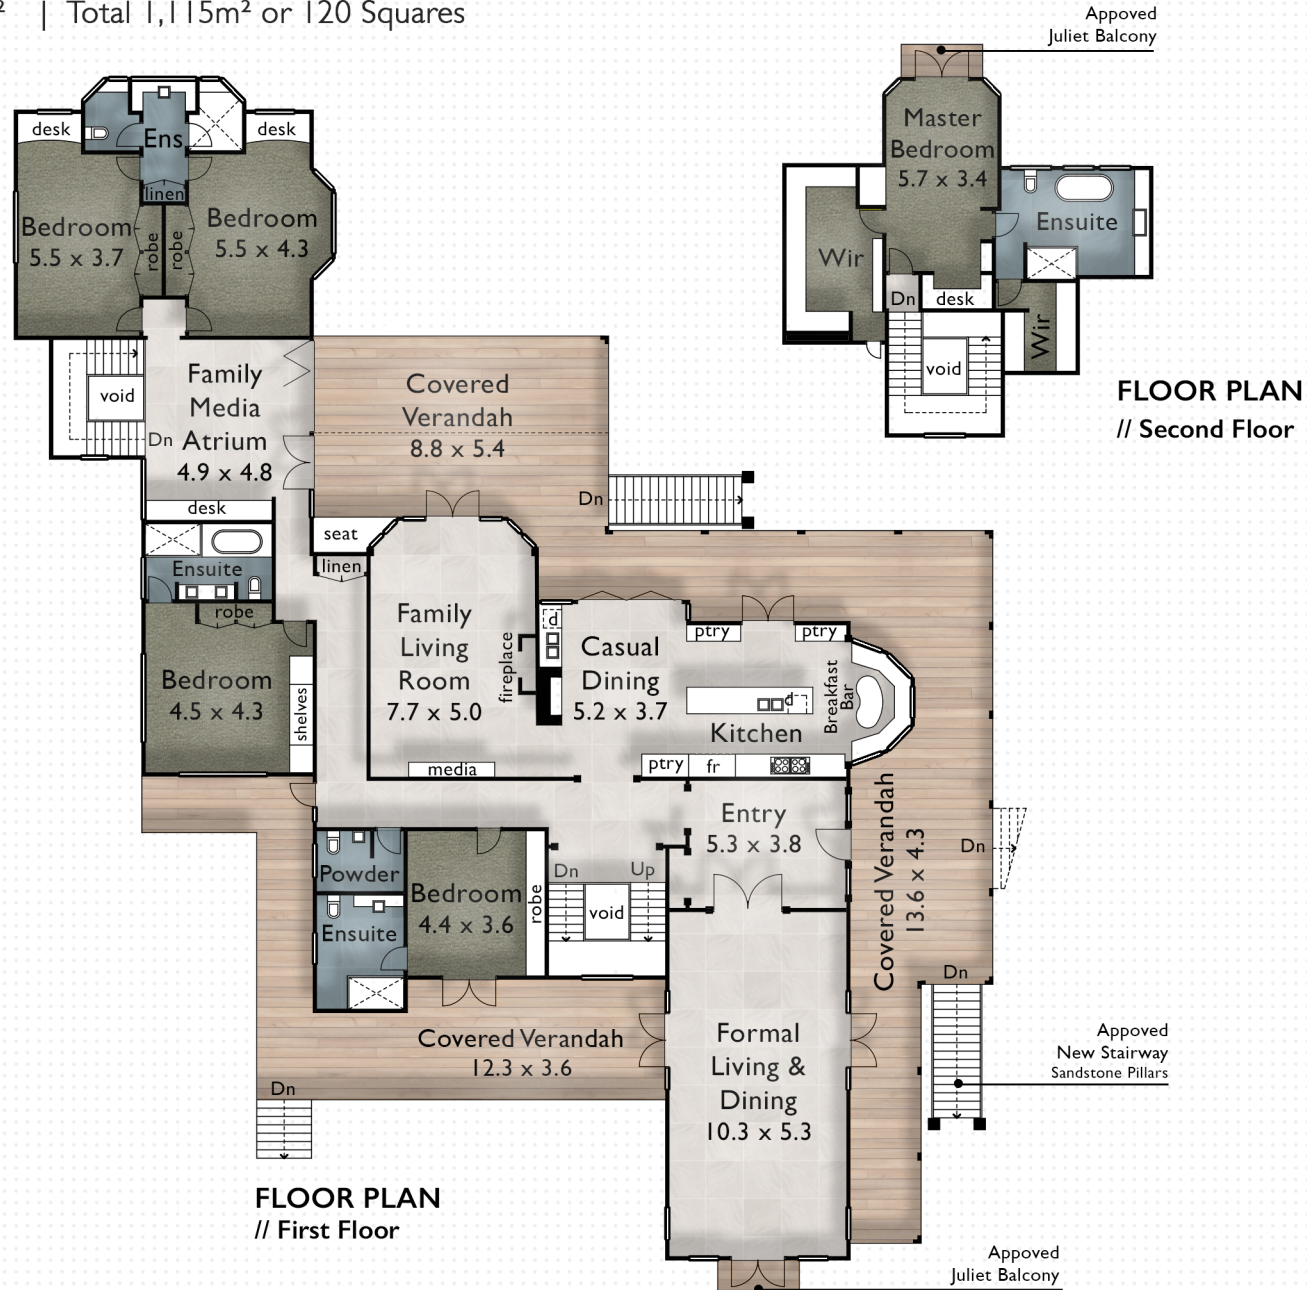 ² | Total 1,115m² or 120 Squares
Appoved
Juliet Balcony
desk
Ens
desk
linen
Bedroom
5.5 x 3.7
robe
robe
Bedroom
5.5 x 4.3
Master
Bedroom
5.7 x 3.4
Ensuite
Wir
Dn
desk
Wir
void
FLOOR PLAN
// Second Floor
void
Dn
Family
Media
Atrium
4.9 x 4.8
desk
Covered
Verandah
8.8 x 5.4
Dn
seat
linen
Ensuite
robe
Bedroom
4.5 x 4.3
shelves
Family
Living
Room
7.7 x 5.0
fireplace
media
d
Casual
Dining
5.2 x 3.7
ptry
ptry
d
Breakfast
Bar
Kitchen
ptry
fr
Entry
5.3 x 3.8
Covered Verandah
13.6 x 4.3
Dn
Powder
Bedroom
4.4 x 3.6
robe
Dn
Up
void
Ensuite
Dn
Covered Verandah
12.3 x 3.6
Formal
Living &
Dining
10.3 x 5.3
Appoved
New Stairway
Sandstone Pillars
Dn
FLOOR PLAN
// First Floor
Appoved
Juliet Balcony